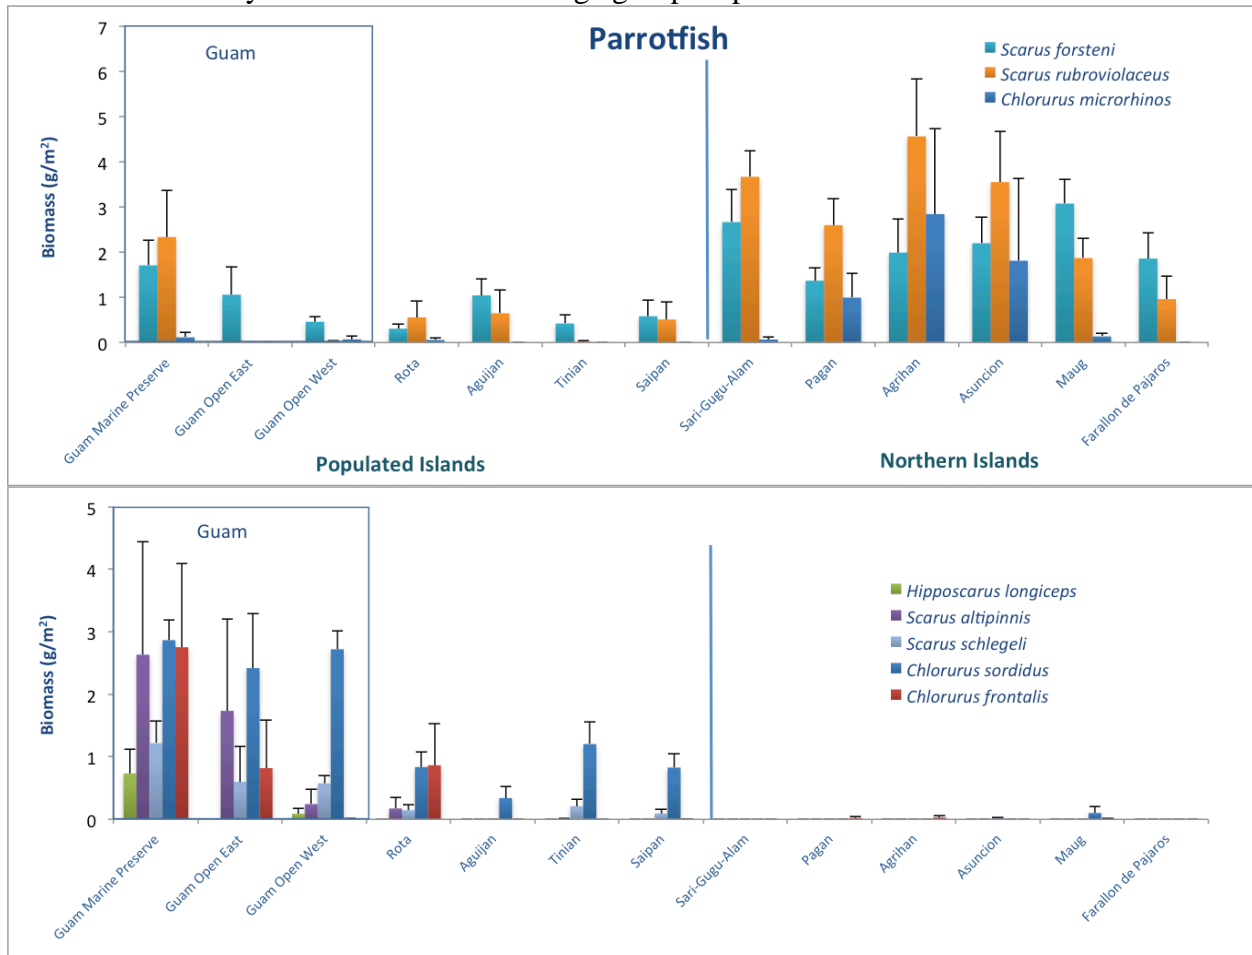 Parrotfish
Guam
Scarus forsteni
Scarus rubroviolaceus
Chlorurus microrhinos
Biomass (g/m²)
7
6
5
4
3
2
1
0
Guam Marine Preserve
Guam Open East
Guam Open West
Rota
Aguijan
Tinian
Saipan
Sari-Gugu-Alam
Pagan
Agrihan
Asuncion
Maug
Farallon de Pajaros
Populated Islands
Northern Islands
Guam
Hipposcarus longiceps
Scarus altipinnis
Scarus schlegeli
Chlorurus sordidus
Chlorurus frontalis
Biomass (g/m²)
5
4
3
2
1
0
Guam Marine Preserve
Guam Open East
Guam Open West
Rota
Aguijan
Tinian
Saipan
Sari-Gugu-Alam
Pagan
Agrihan
Asuncion
Maug
Farallon de Pajaros